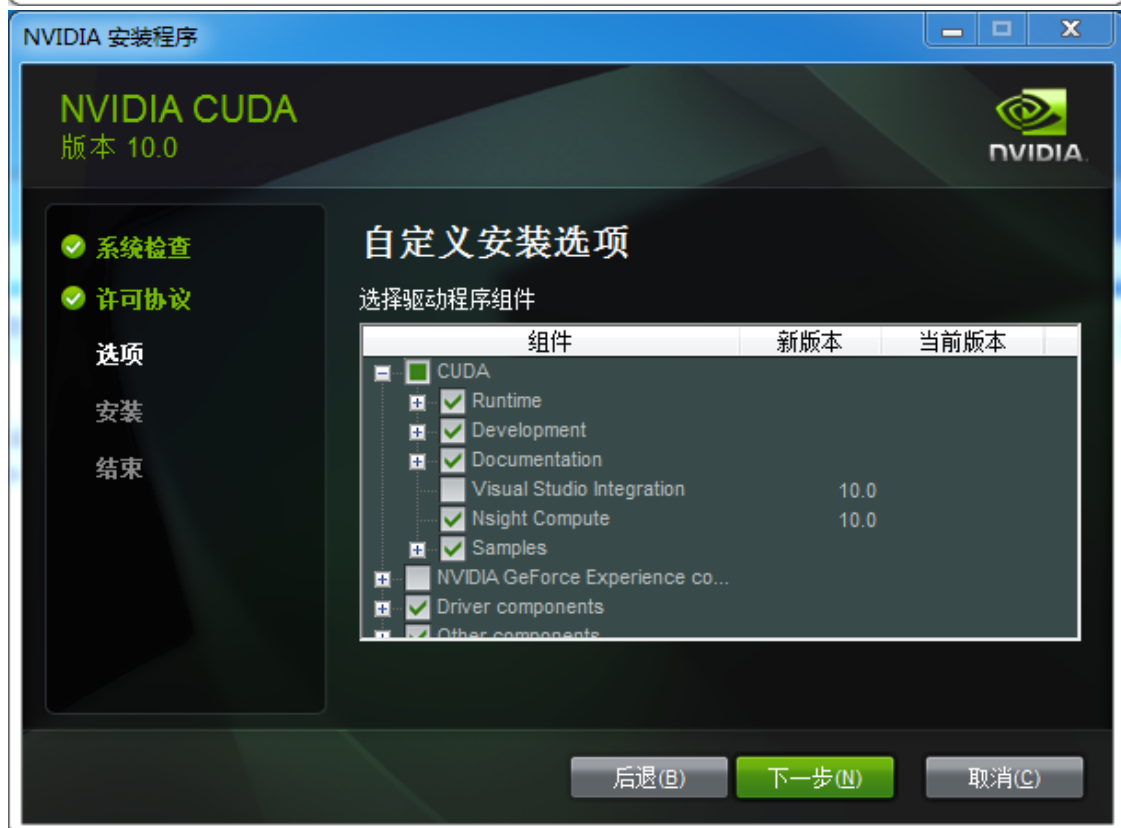 NVIDIA 安装程序
NVIDIA CUDA
版本 10.0
NVIDIA.
系统检查
许可协议
选项
安装
结束
自定义安装选项
选择驱动程序组件
组件 新版本 当前版本
CUDA
Runtime
Development
Documentation
Visual Studio Integration 10.0
Nsight Compute 10.0
Samples
NVIDIA GeForce Experience co...
Driver components
Other components
后退(B) 下一步(N) 取消(C)